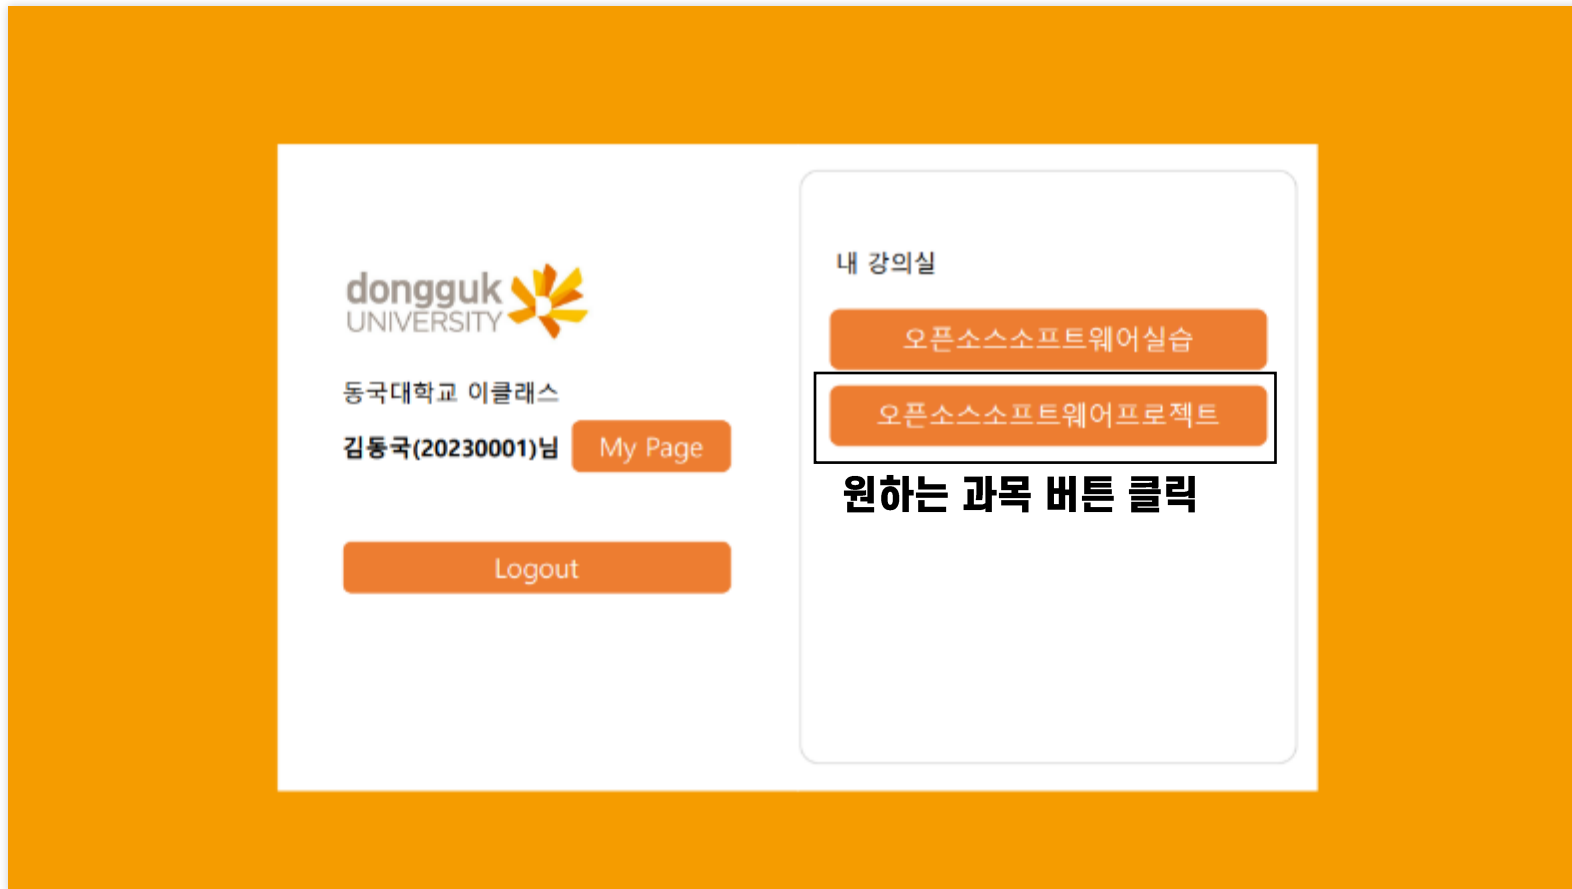 dongguk
UNIVERSITY
동국대학교 이클래스
김동국(20230001)님
My Page
Logout
내 강의실
오픈소스소프트웨어실습
오픈소스소프트웨어프로젝트
원하는 과목 버튼 클릭